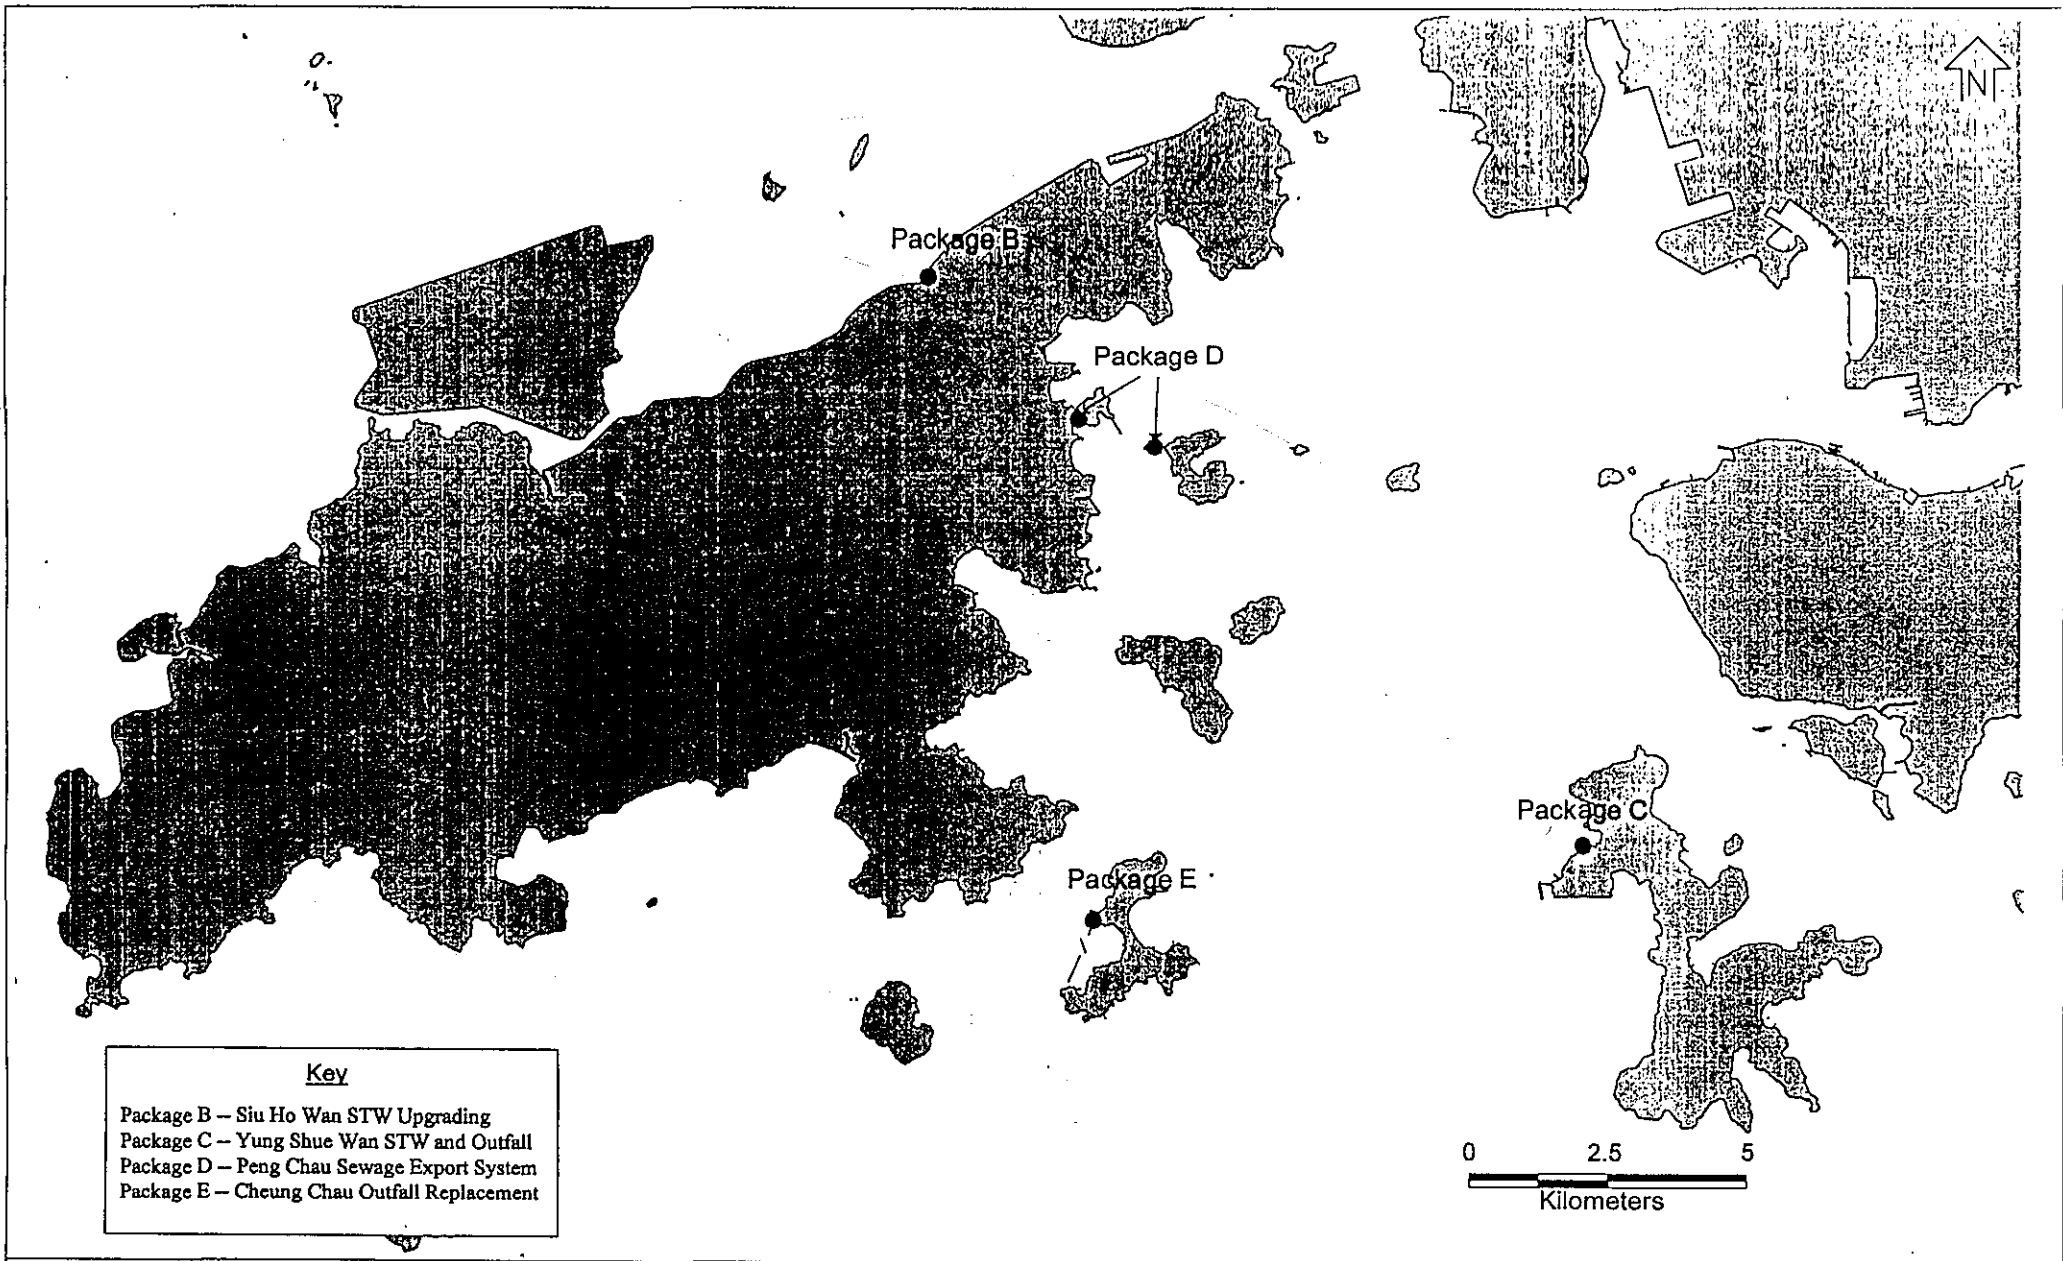 N
Package B
Package D
Package C
Package E
Key
Package B – Siu Ho Wan STW Upgrading
Package C – Yung Shue Wan STW and Outfall
Package D – Peng Chau Sewage Export System
Package E – Cheung Chau Outfall Replacement
0 2.5 5
Kilometers